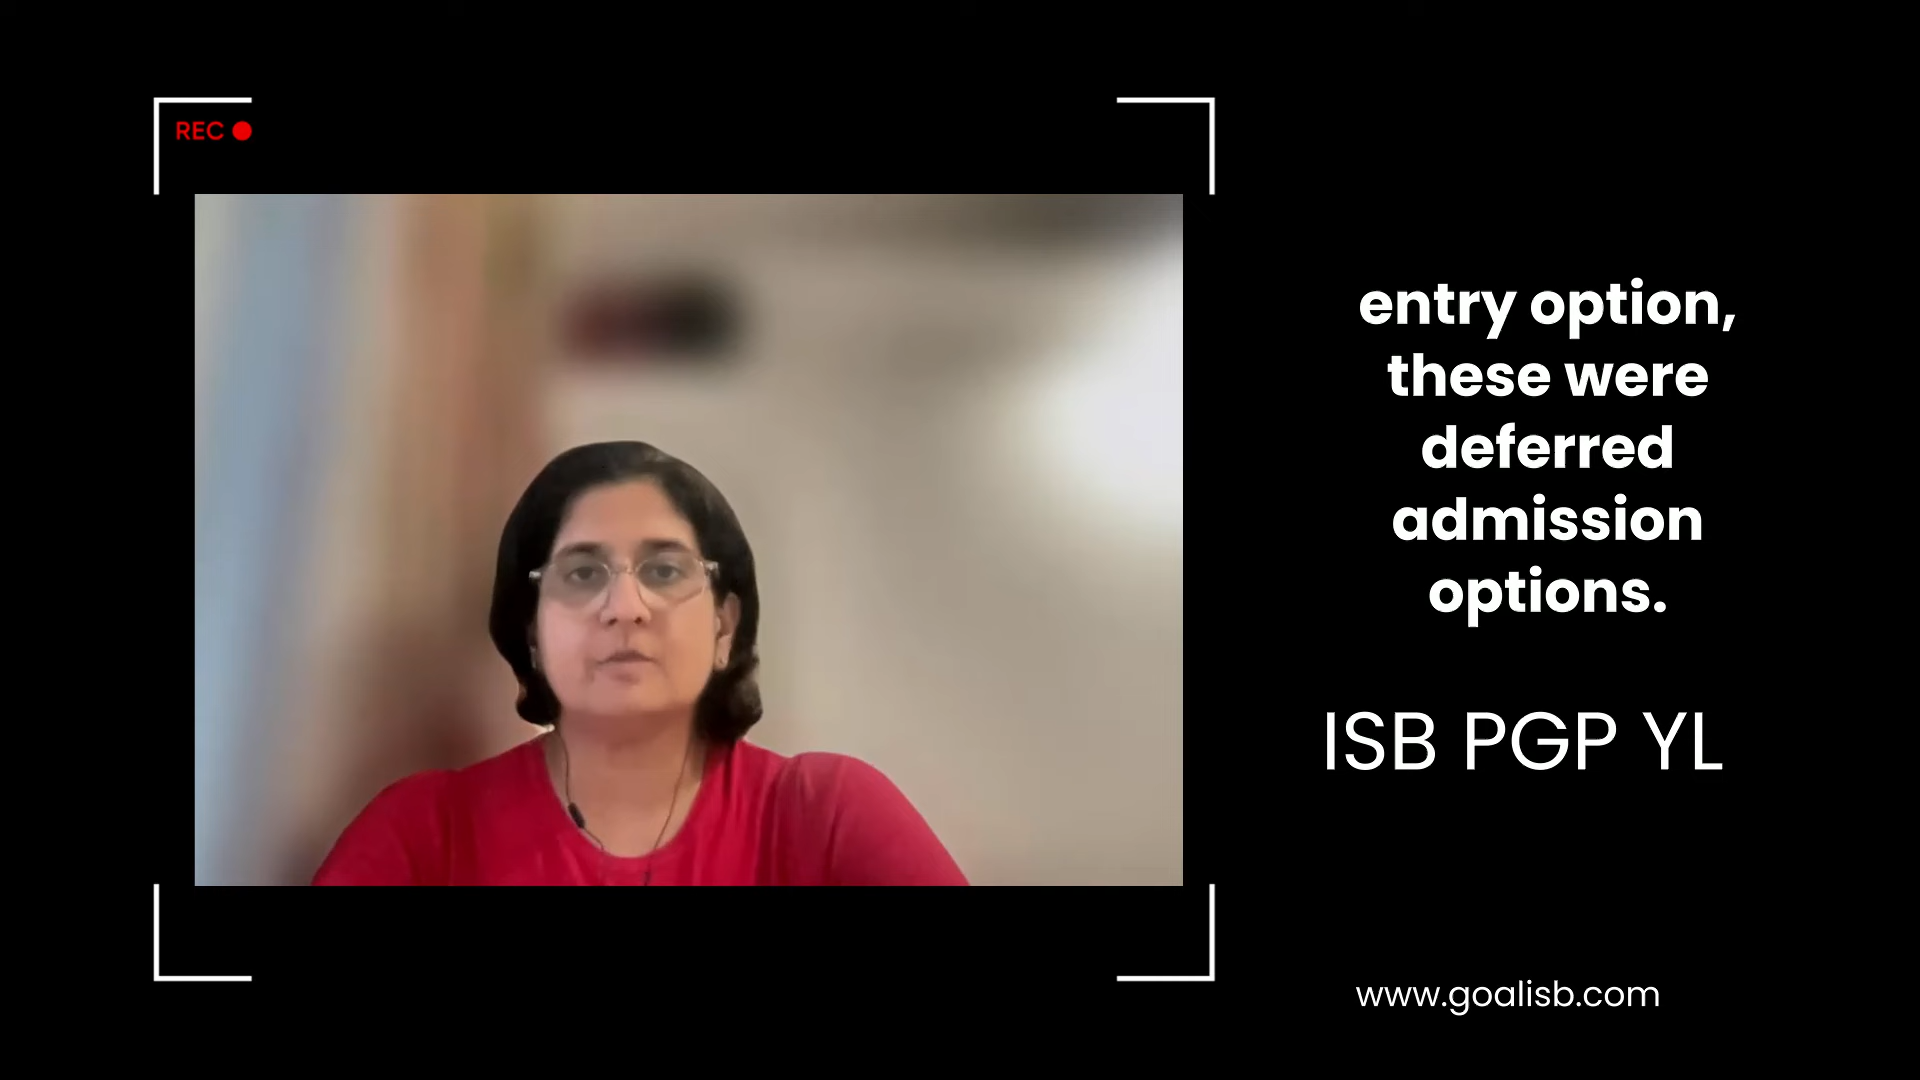 REC
entry option,
these were
deferred
admission
options.
ISB PGP YL
www.goalisb.com